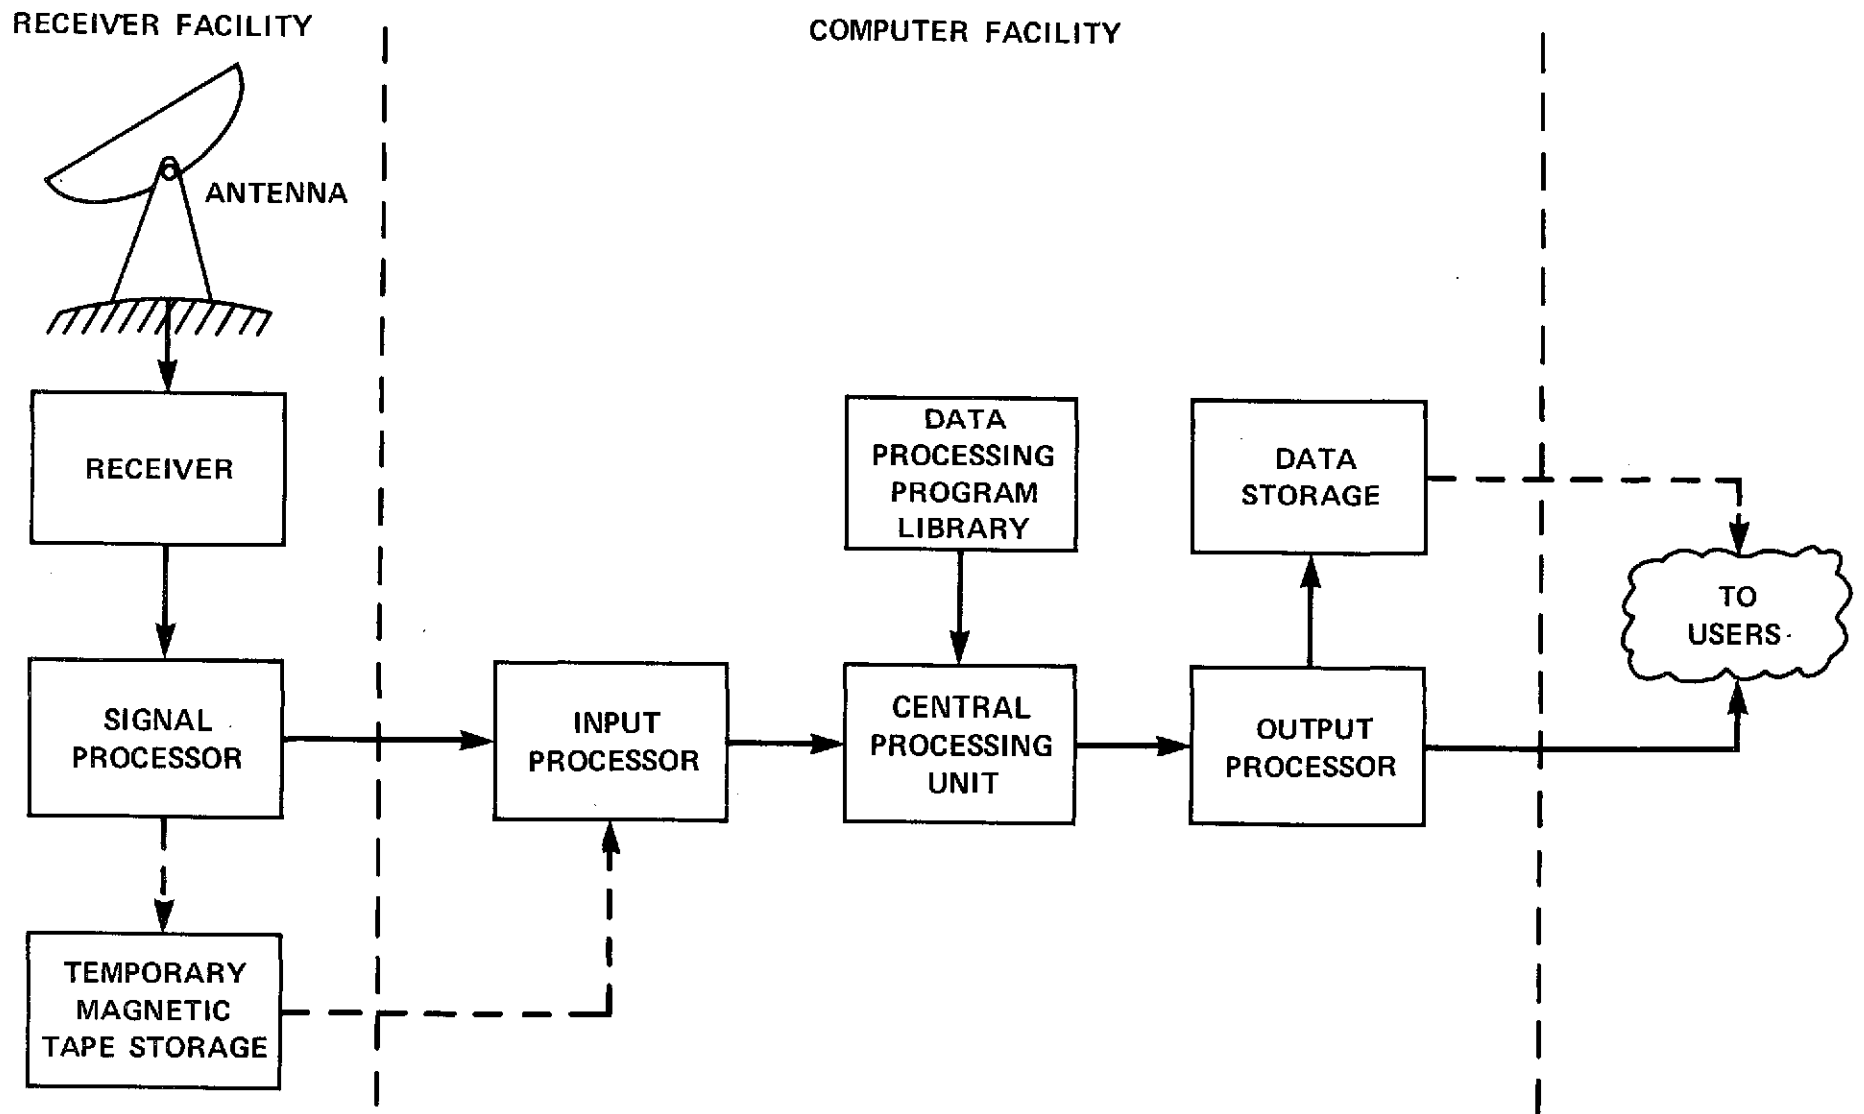 RECEIVER FACILITY
COMPUTER FACILITY
ANTENNA
RECEIVER
DATA
PROCESSING
PROGRAM
LIBRARY
DATA
STORAGE
TO
USERS
SIGNAL
PROCESSOR
INPUT
PROCESSOR
CENTRAL
PROCESSING
UNIT
OUTPUT
PROCESSOR
TEMPORARY
MAGNETIC
TAPE STORAGE